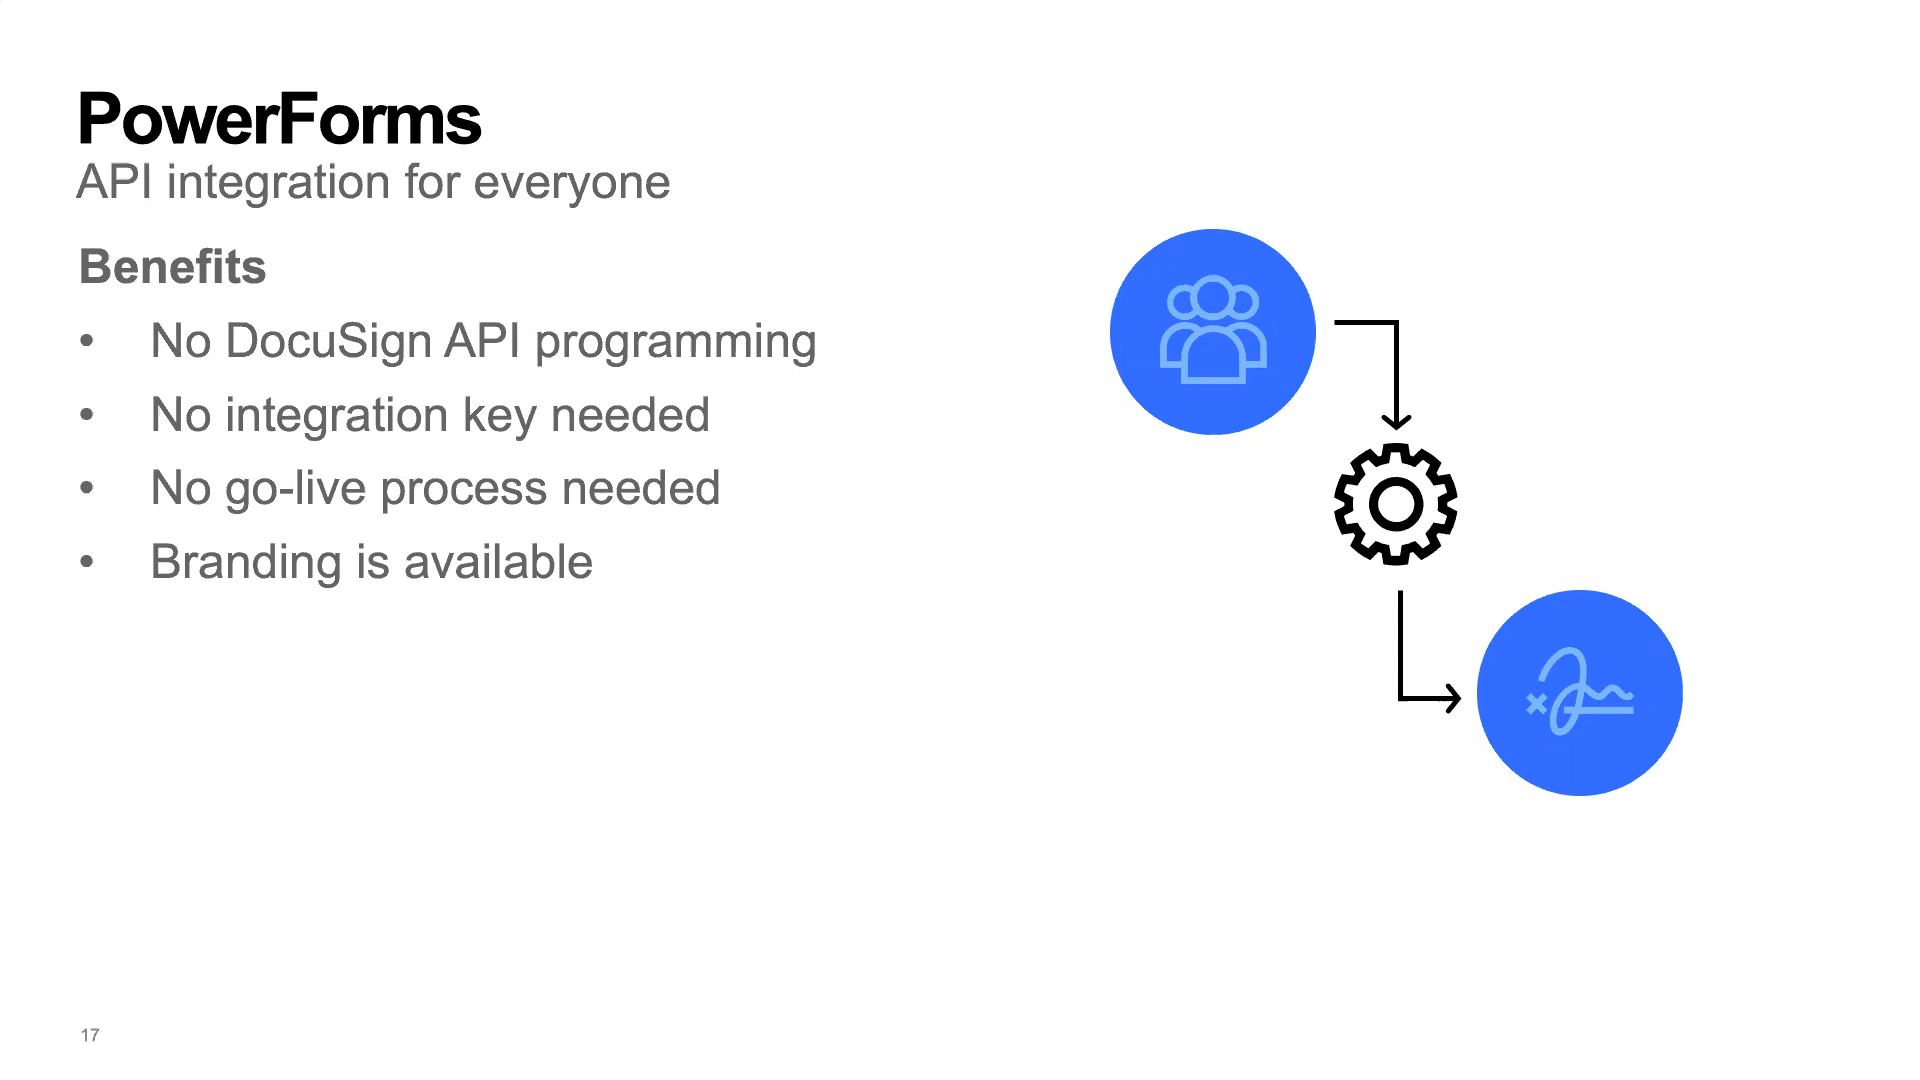 PowerForms
API integration for everyone
Benefits
• No DocuSign API programming
• No integration key needed
• No go-live process needed
• Branding is available
17